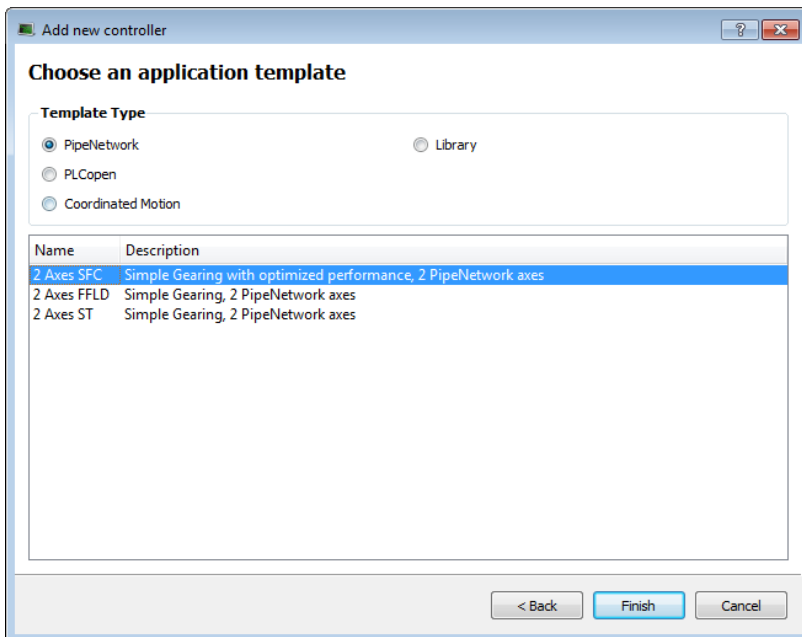 Add new controller
Choose an application template
Template Type
PipeNetwork
Library
PLCopen
Coordinated Motion
Name Description
2 Axes SFC Simple Gearing with optimized performance, 2 PipeNetwork axes
2 Axes FFLD Simple Gearing, 2 PipeNetwork axes
2 Axes ST Simple Gearing, 2 PipeNetwork axes
< Back Finish Cancel